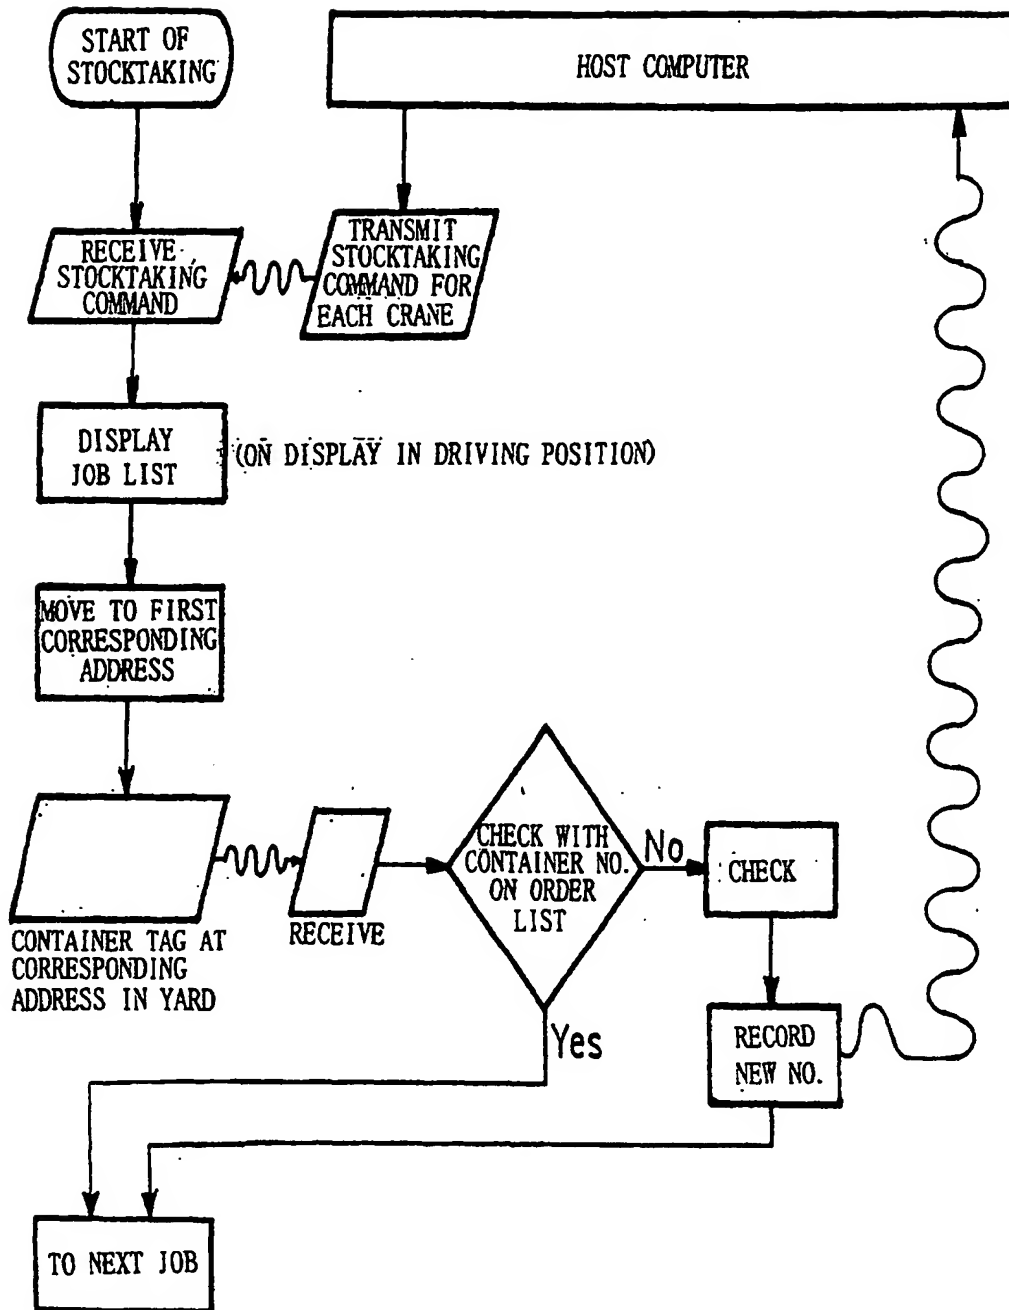 START OF
STOCKTAKING
HOST COMPUTER
RECEIVE
STOCKTAKING
COMMAND
TRANSMIT
STOCKTAKING
COMMAND FOR
EACH CRANE
DISPLAY
JOB LIST
(ON DISPLAY IN DRIVING POSITION)
MOVE TO FIRST
CORRESPONDING
ADDRESS
CONTAINER TAG AT
CORRESPONDING
ADDRESS IN YARD
RECEIVE
CHECK WITH
CONTAINER NO.
ON ORDER
LIST
No
CHECK
Yes
RECORD
NEW NO.
TO NEXT JOB